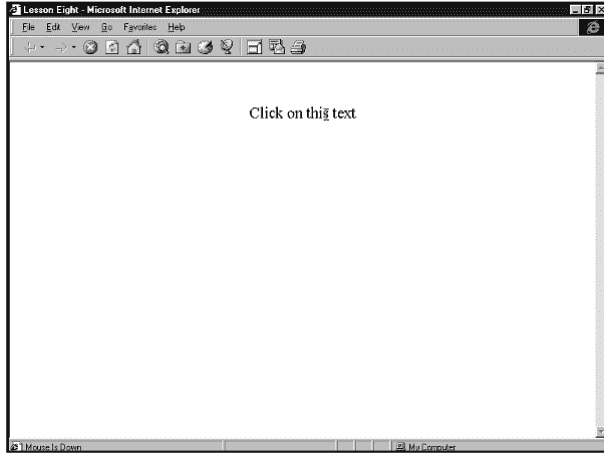 Lesson Eight - Microsoft Internet Explorer
File Edit View Go Favorites Help
Click on this text
Mouse Is Down My Computer